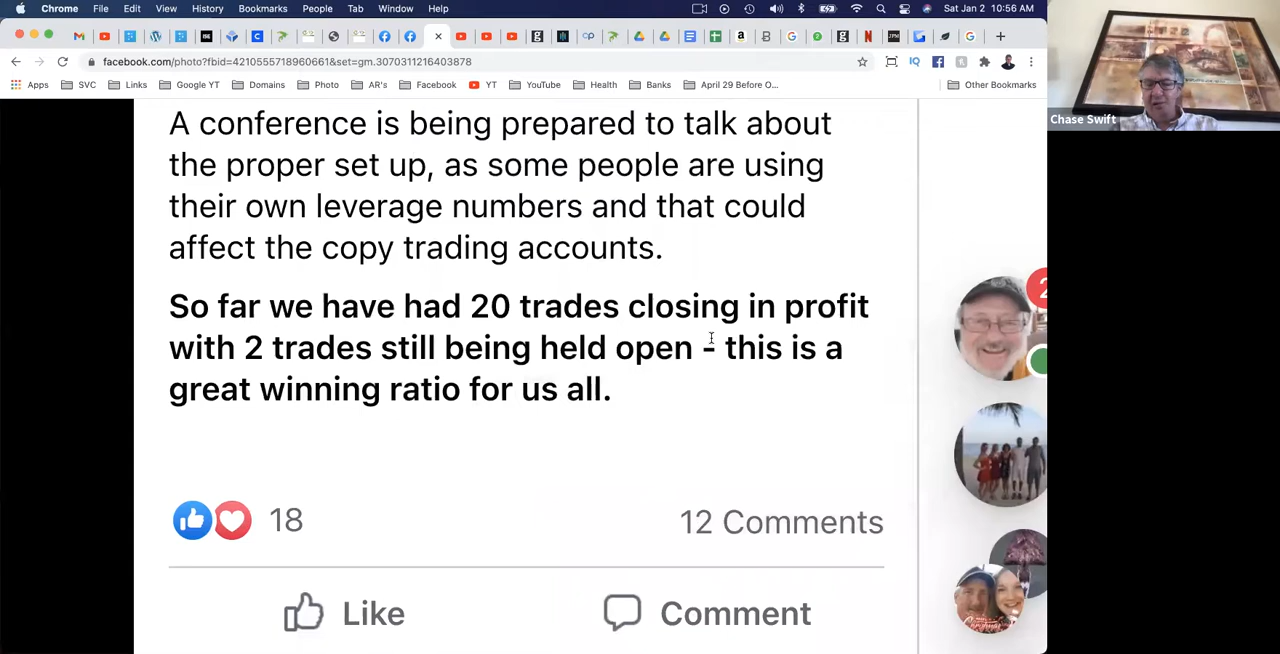 Chrome File Edit View History Bookmarks People Tab Window Help Sat Jan 2 10:56 AM
facebook.com/photo?fbid=4210555718960661&set=gm.3070311216403878
Apps SVC Links Google YT Domains Photo AR's Facebook YT YouTube Health Banks April 29 Before O... Other Bookmarks
Chase Swift
A conference is being prepared to talk about
the proper set up, as some people are using
their own leverage numbers and that could
affect the copy trading accounts.
So far we have had 20 trades closing in profit
with 2 trades still being held open - this is a
great winning ratio for us all.
18 12 Comments
Like Comment